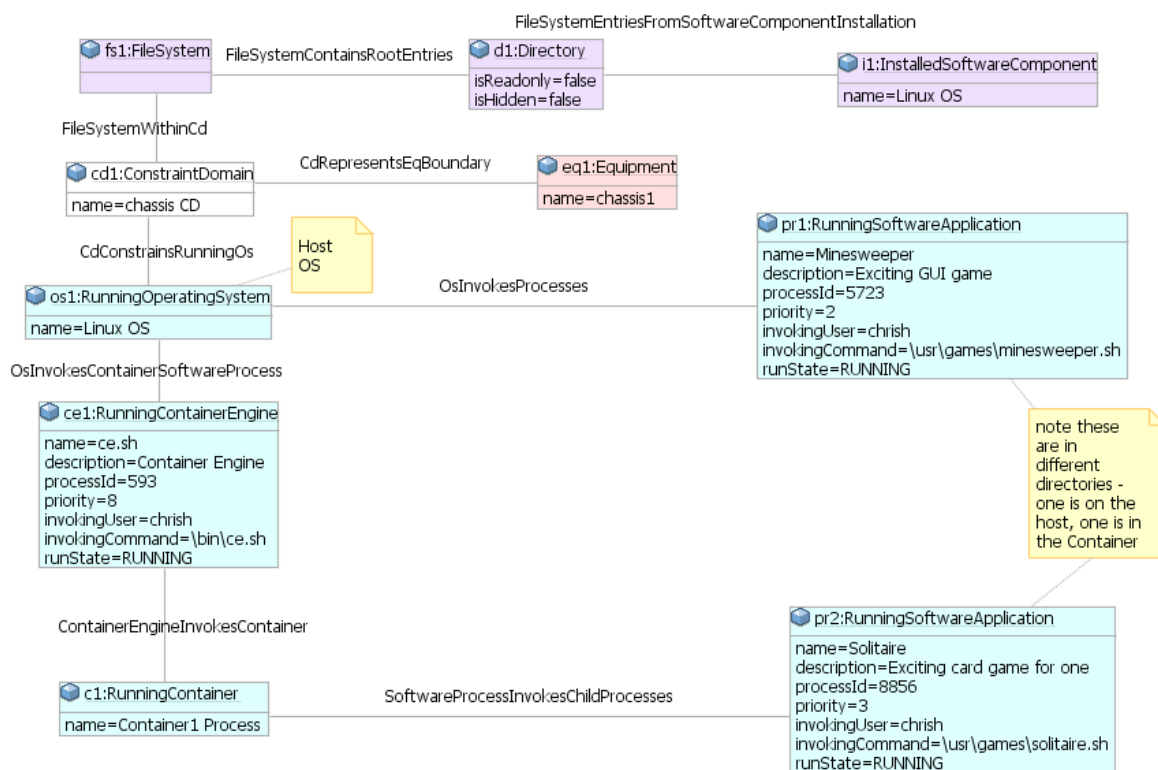 FileSystemEntriesFromSoftwareComponentInstallation
fs1:FileSystem
FileSystemContainsRootEntries
d1:Directory
isReadonly=false
isHidden=false
i1:InstalledSoftwareComponent
name=Linux OS
FileSystemWithinCd
cd1:ConstraintDomain
name=chassis CD
CdRepresentsEqBoundary
eq1:Equipment
name=chassis1
CdConstrainsRunningOs
Host
OS
os1:RunningOperatingSystem
name=Linux OS
OsInvokesProcesses
pr1:RunningSoftwareApplication
name=Minesweeper
description=Exciting GUI game
processId=5723
priority=2
invokingUser=chrish
invokingCommand=\usr\games\minesweeper.sh
runState=RUNNING
OsInvokesContainerSoftwareProcess
ce1:RunningContainerEngine
name=ce.sh
description=Container Engine
processId=593
priority=8
invokingUser=chrish
invokingCommand=\bin\ce.sh
runState=RUNNING
note these
are in
different
directories -
one is on the
host, one is in
the Container
ContainerEngineInvokesContainer
c1:RunningContainer
name=Container1 Process
SoftwareProcessInvokesChildProcesses
pr2:RunningSoftwareApplication
name=Solitaire
description=Exciting card game for one
processId=8856
priority=3
invokingUser=chrish
invokingCommand=\usr\games\solitaire.sh
runState=RUNNING